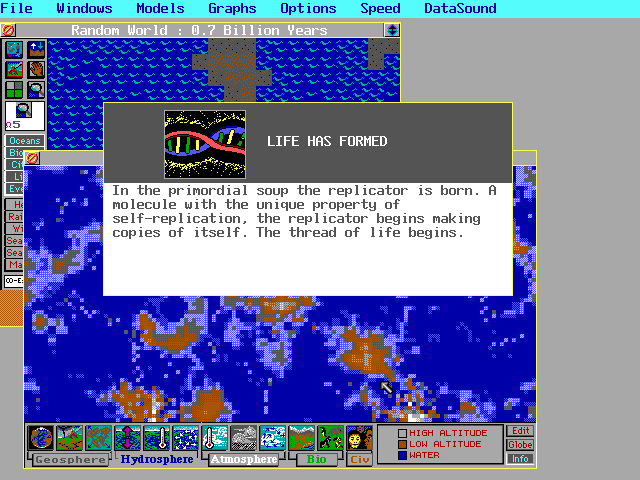 File Windows Models Graphs Options Speed DataSound
Random World : 0.7 Billion Years
Ω5
Oceans
LIFE HAS FORMED
In the primordial soup the replicator is born. A
molecule with the unique property of
self-replication, the replicator begins making
copies of itself. The thread of life begins.
HIGH ALTITUDE
LOW ALTITUDE
WATER
Edit
Globe
Info
Geosphere Hydrosphere Atmosphere Bio Civ